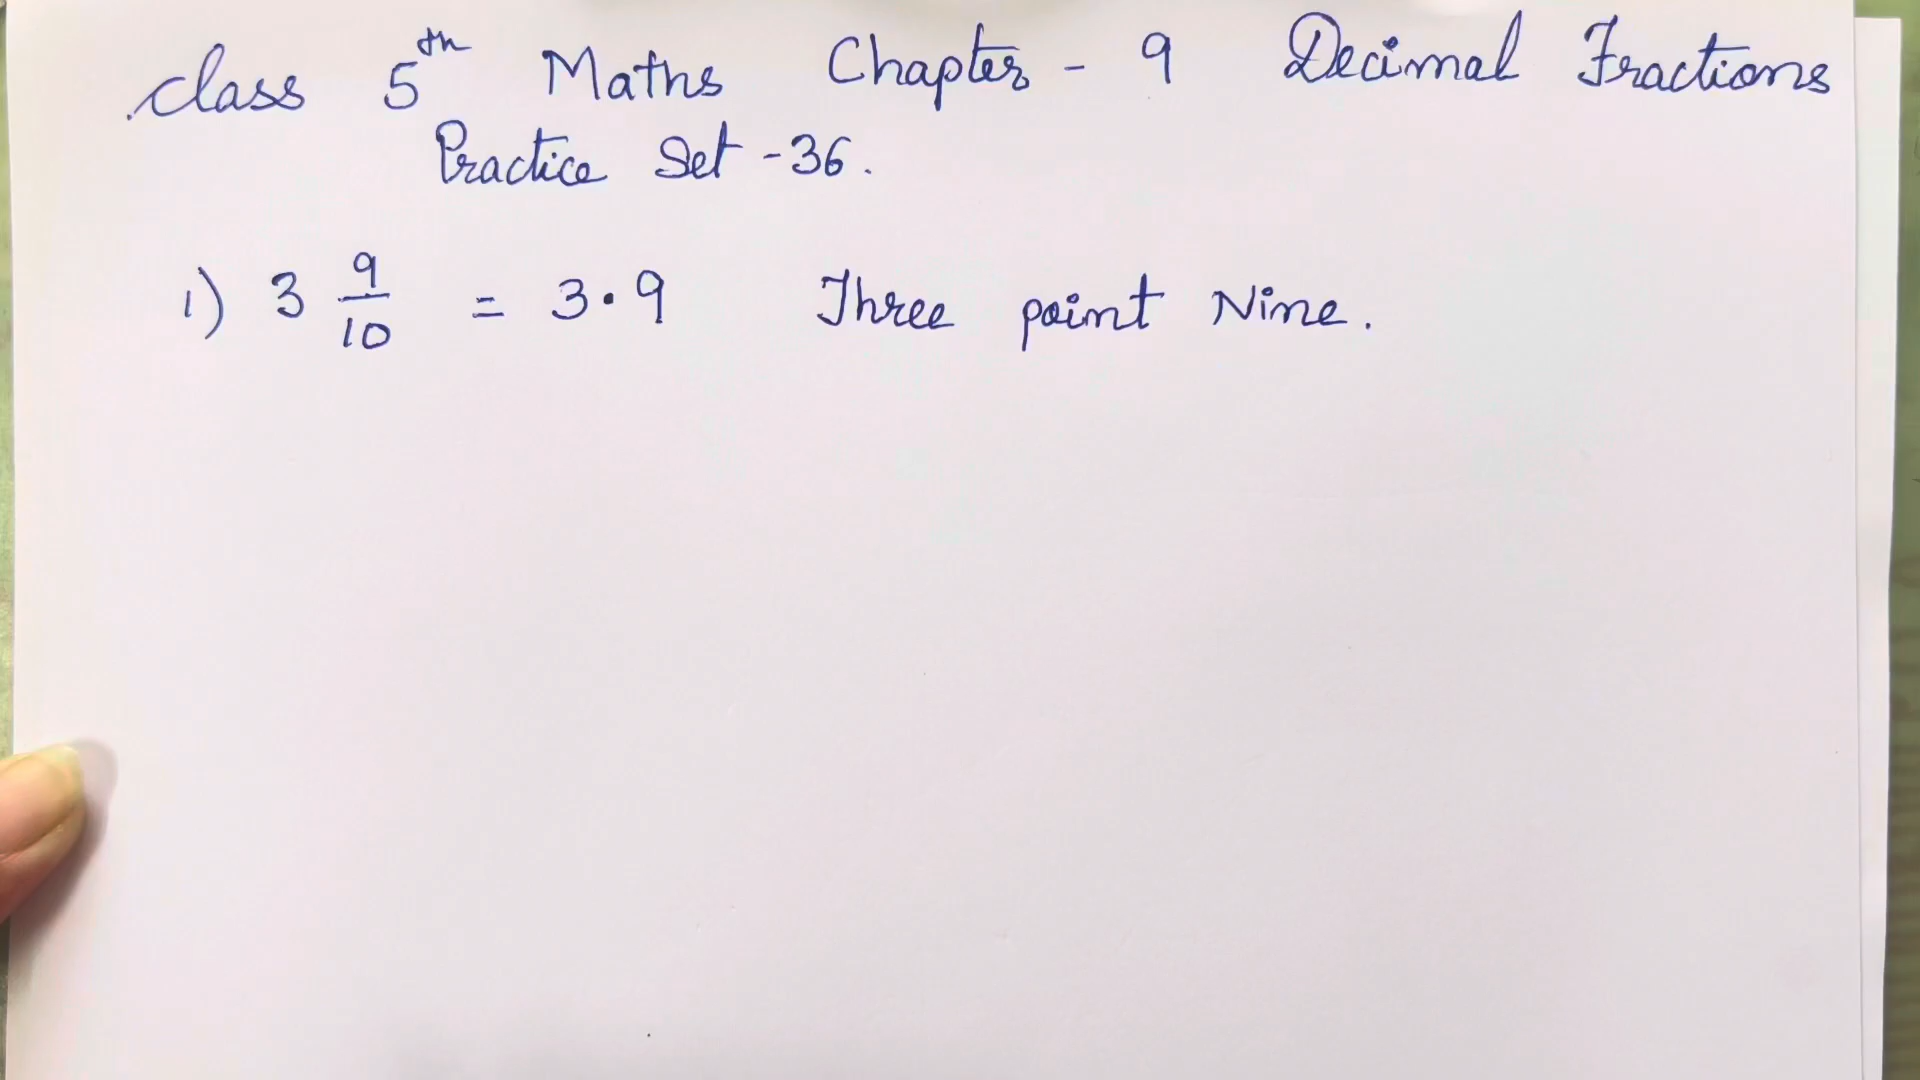 class 5th Maths Chapter - 9 Decimal Fractions
Practice Set -36.
1) 3 9/10 = 3.9 Three point Nine.